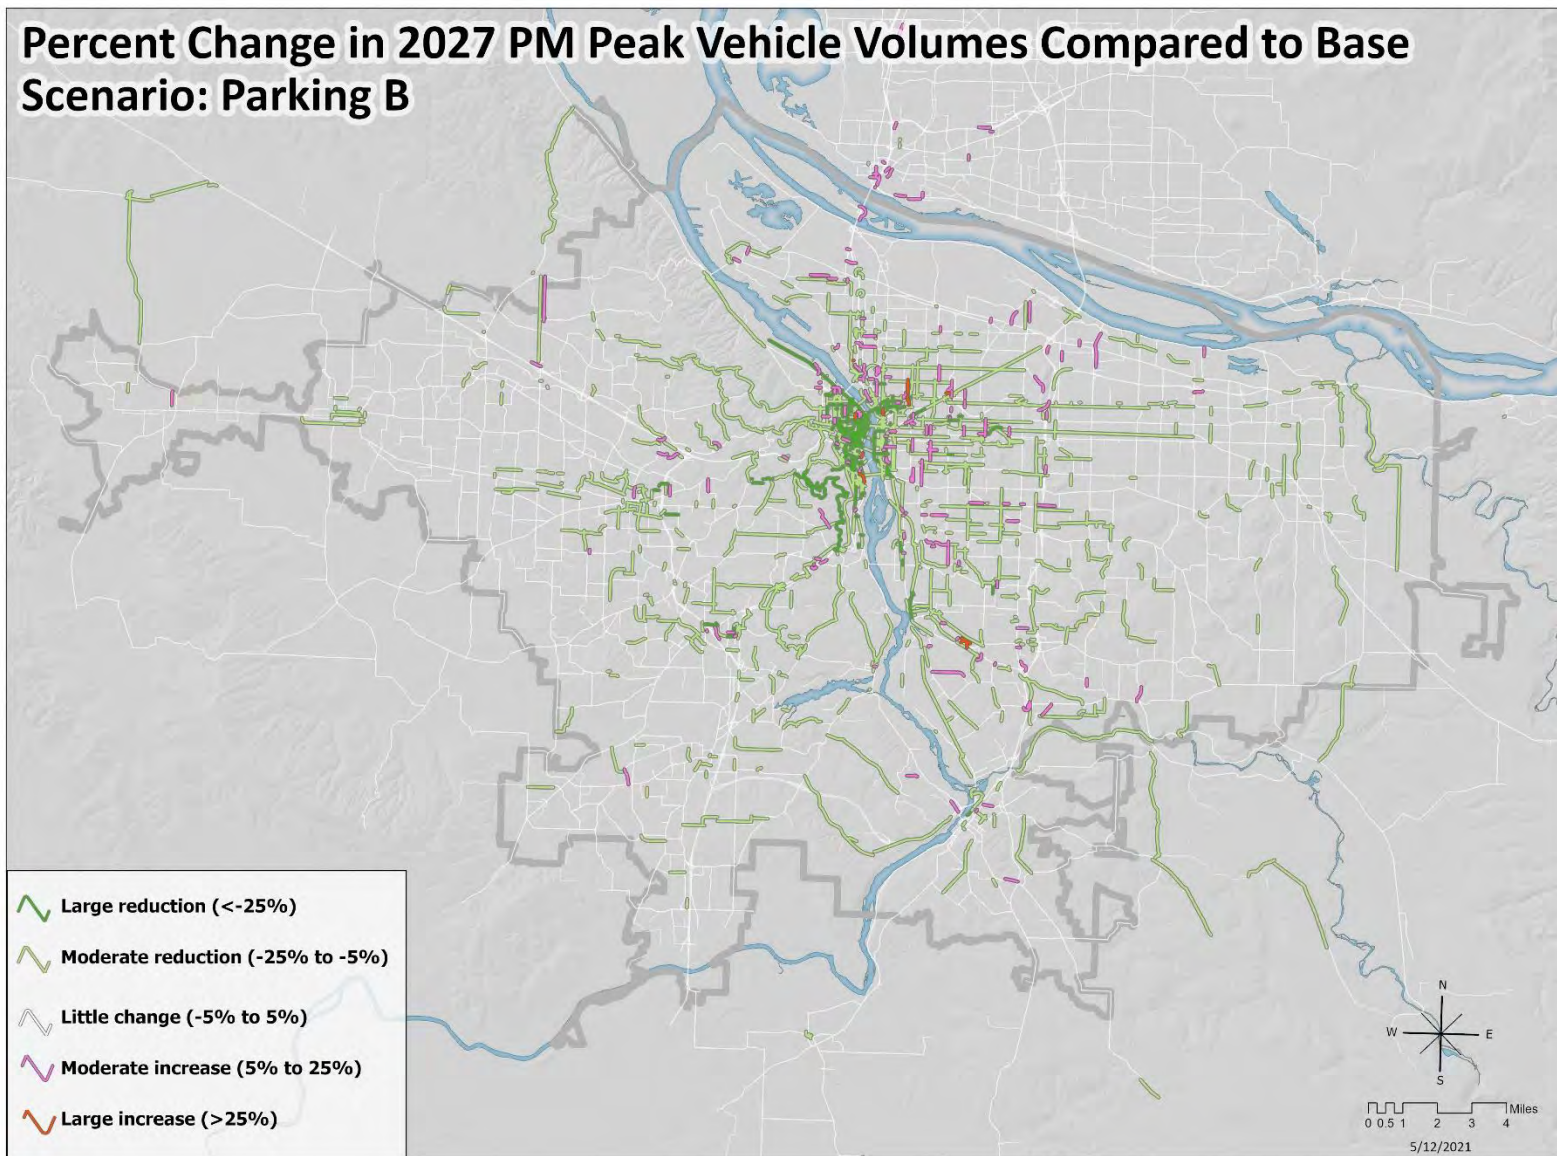 Percent Change in 2027 PM Peak Vehicle Volumes Compared to Base
Scenario: Parking B
Large reduction (<-25%)
Moderate reduction (-25% to -5%)
Little change (-5% to 5%)
Moderate increase (5% to 25%)
Large increase (>25%)
N
W E
S
Miles
0 0.5 1 2 3 4
5/12/2021